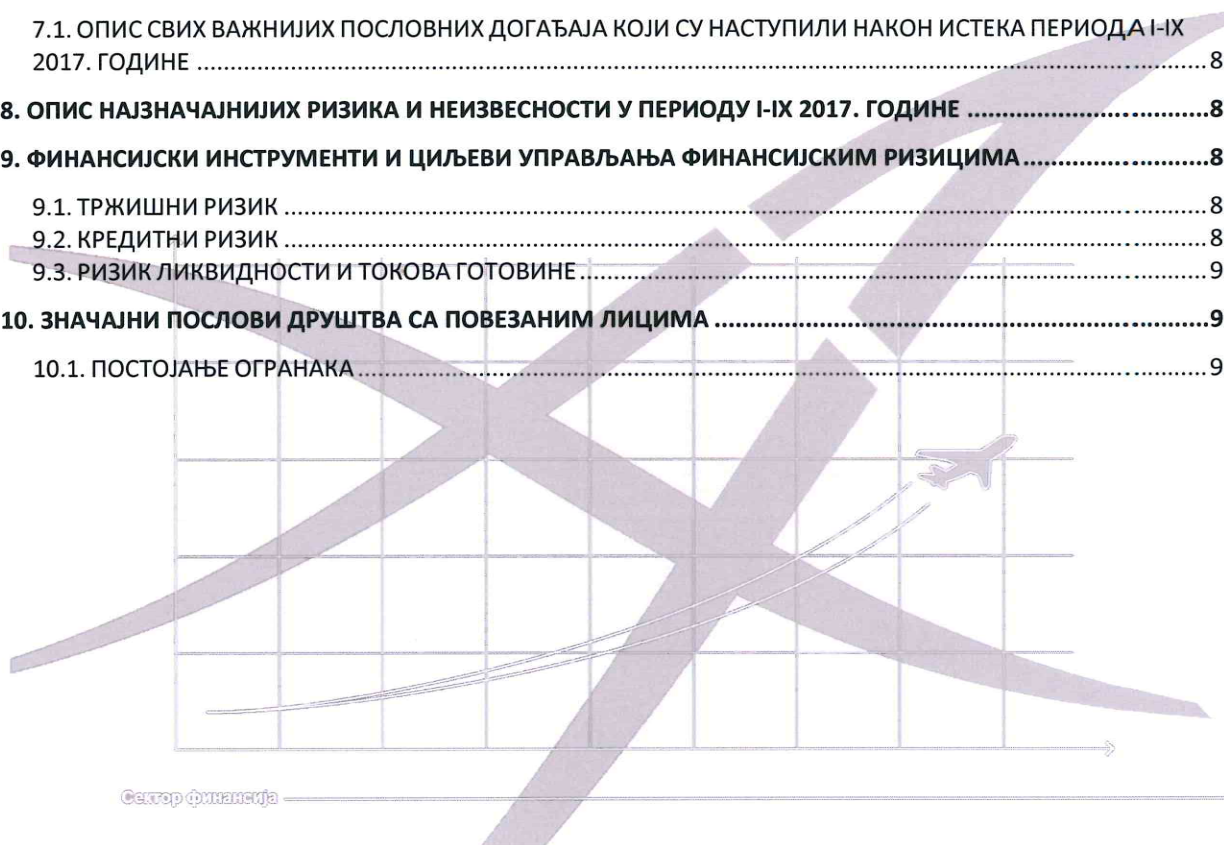 7.1. ОПИС СВИХ ВАЖНИЈИХ ПОСЛОВНИХ ДОГАЂАЈА КОЈИ СУ НАСТУПИЛИ НАКОН ИСТЕКА ПЕРИОДА I-IX
2017. ГОДИНЕ ........................................ 8
8. ОПИС НАЈЗНАЧАЈНИЈИХ РИЗИКА И НЕИЗВЕСНОСТИ У ПЕРИОДУ I-IX 2017. ГОДИНЕ ........................................ 8
9. ФИНАНСИЈСКИ ИНСТРУМЕНТИ И ЦИЉЕВИ УПРАВЉАЊА ФИНАНСИЈСКИМ РИЗИЦИМА ........................................ 8
9.1. ТРЖИШНИ РИЗИК ........................................ 8
9.2. КРЕДИТНИ РИЗИК ........................................ 8
9.3. РИЗИК ЛИКВИДНОСТИ И ТОКОВА ГОТОВИНЕ ........................................ 9
10. ЗНАЧАЈНИ ПОСЛОВИ ДРУШТВА СА ПОВЕЗАНИМ ЛИЦИМА ........................................ 9
10.1. ПОСТОЈАЊЕ ОГРАНАКА ........................................ 9
Сектор финансија